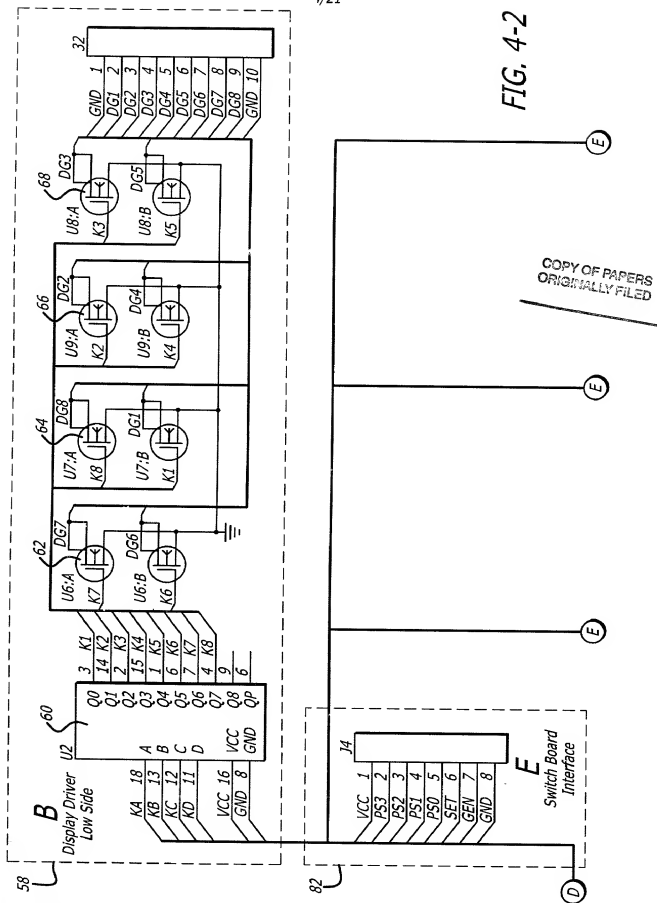 58
B
Display Driver
Low Side
60
U2
KA 18 A
KB 13 B
KC 12 C
KD 11 D
VCC 16 VCC
GND 8 GND
Q0 3 K1
Q1 14 K2
Q2 2 K3
Q3 15 K4
Q4 1 K5
Q5 6 K6
Q6 7 K7
Q7 4 K8
Q8 9
QP 6
62
U6:A
K7
DG7
U6:B
K6
DG6
64
U7:A
K8
DG8
U7:B
K1
DG1
66
U9:A
K2
DG2
U9:B
K4
DG4
68
U8:A
K3
DG3
U8:B
K5
DG5
32
GND 1
DG1 2
DG2 3
DG3 4
DG4 5
DG5 6
DG6 7
DG7 8
DG8 9
GND 10
82
J4
VCC 1
PS3 2
PS2 3
PS1 4
PS0 5
SET 6
GEN 7
GND 8
E
Switch Board
Interface
D
E
E
E
COPY OF PAPERS
ORIGINALLY FILED
FIG. 4-2